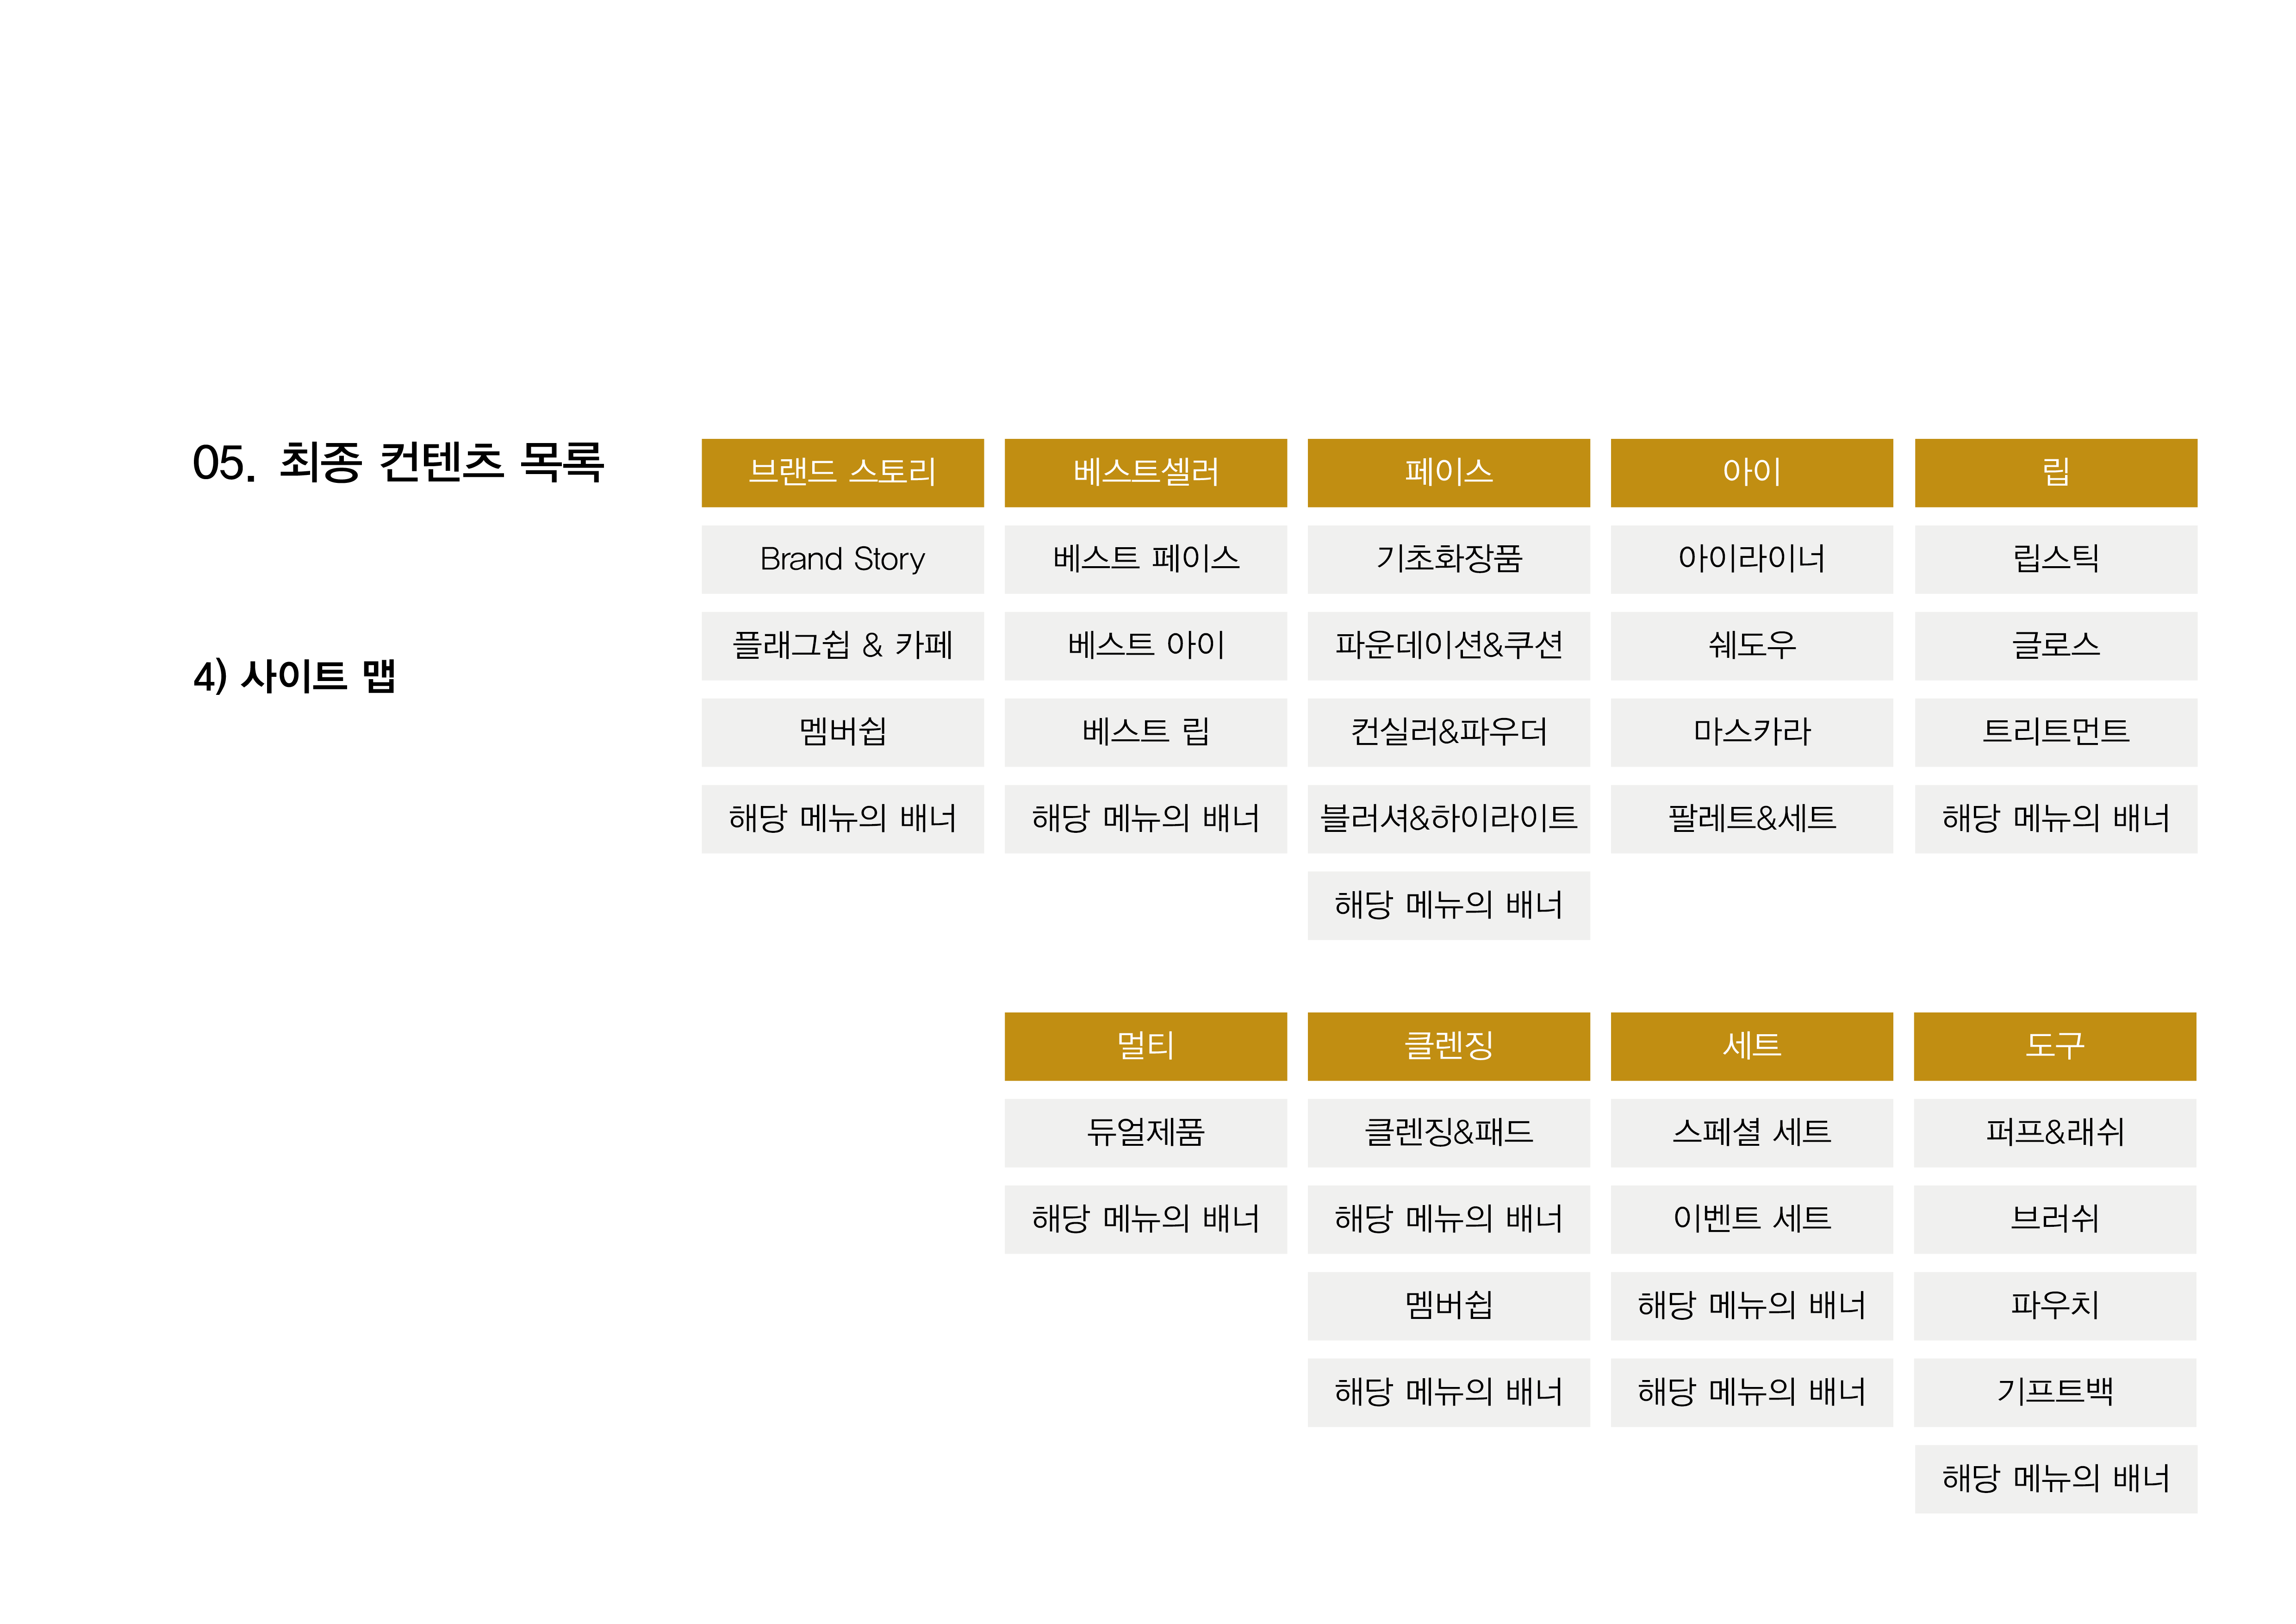 05. 최종 컨텐츠 목록
4) 사이트 맵
브랜드 스토리
Brand Story
플래그쉽 & 카페
멤버쉽
해당 메뉴의 배너
베스트셀러
베스트 페이스
베스트 아이
베스트 립
해당 메뉴의 배너
페이스
기초화장품
파운데이션&쿠션
컨실러&파우더
블러셔&하이라이트
해당 메뉴의 배너
아이
아이라이너
쉐도우
마스카라
팔레트&세트
립
립스틱
글로스
트리트먼트
해당 메뉴의 배너
멀티
듀얼제품
해당 메뉴의 배너
클렌징
클렌징&패드
해당 메뉴의 배너
멤버쉽
해당 메뉴의 배너
세트
스페셜 세트
이벤트 세트
해당 메뉴의 배너
해당 메뉴의 배너
도구
퍼프&래쉬
브러쉬
파우치
기프트백
해당 메뉴의 배너